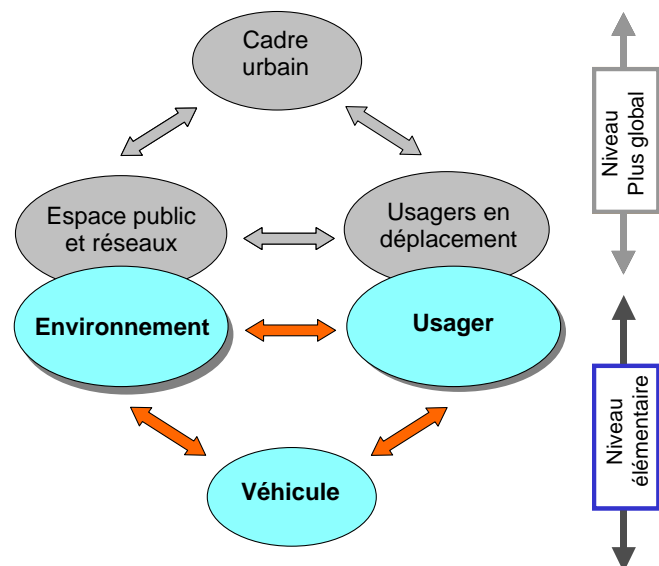 Cadre
urbain
Niveau
Plus global
Espace public
et réseaux
Usagers en
déplacement
Environnement
Usager
Niveau
élémentaire
Véhicule